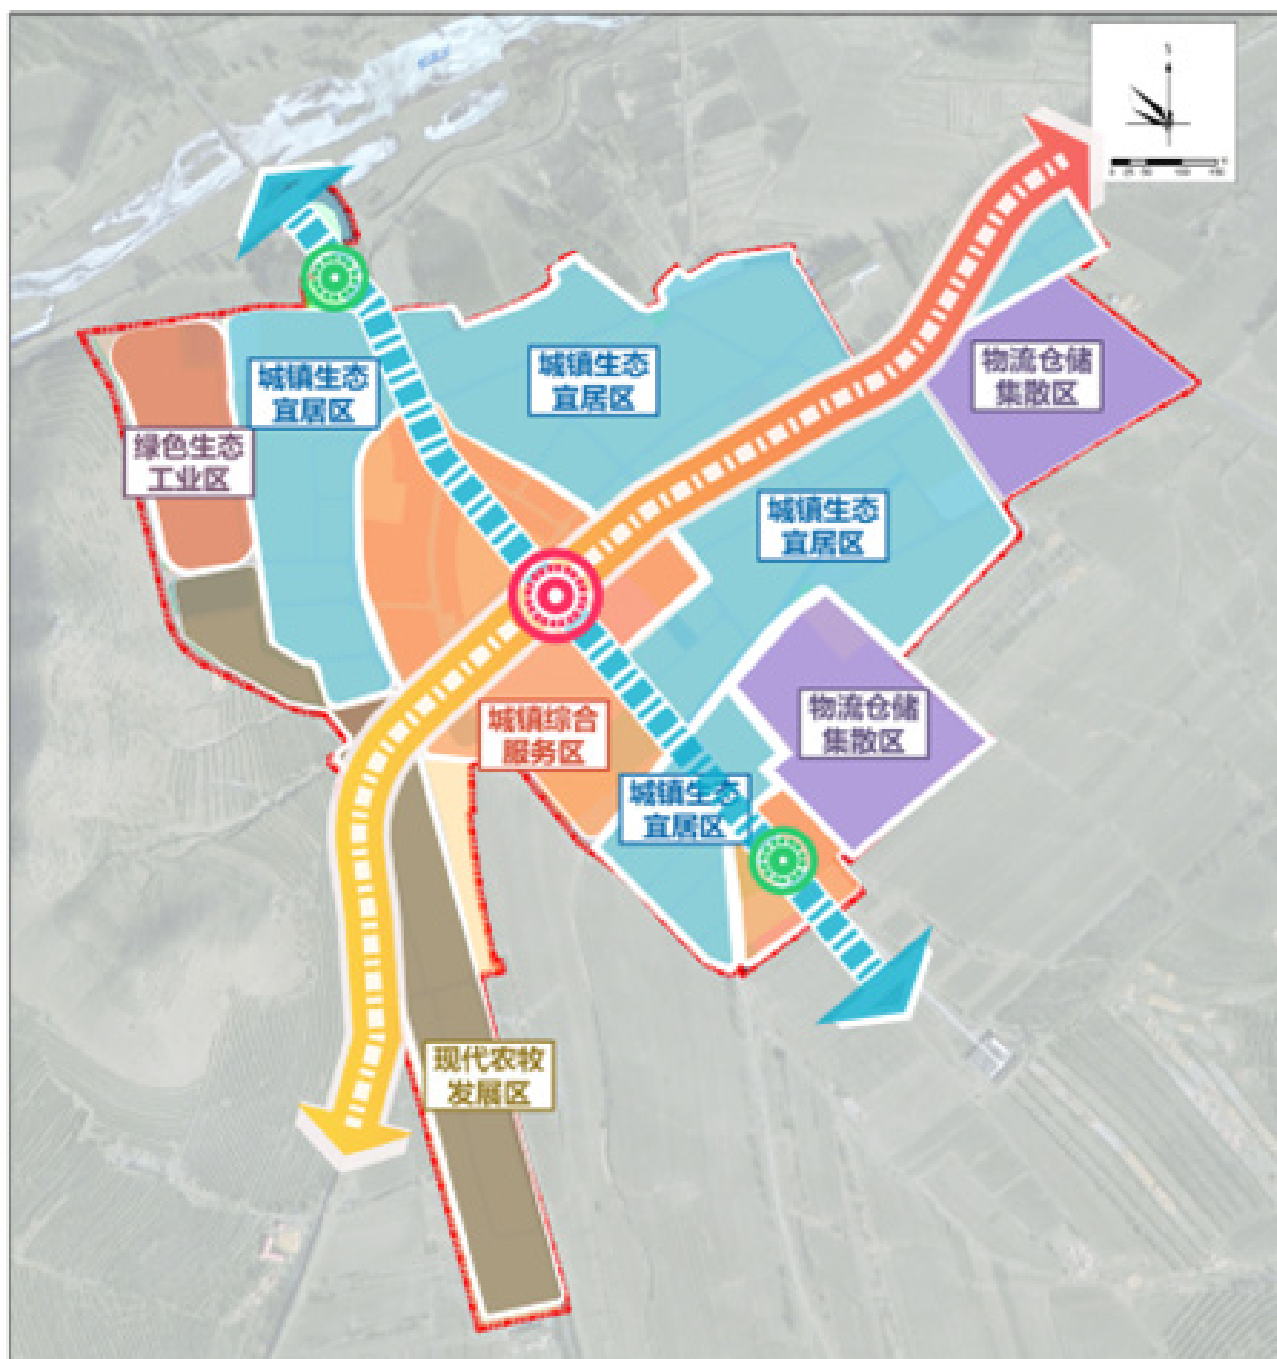 城镇生态
宜居区
城镇生态
宜居区
物流仓储
集散区
绿色生态
工业区
城镇生态
宜居区
城镇综合
服务区
物流仓储
集散区
城镇生态
宜居区
现代农牧
发展区